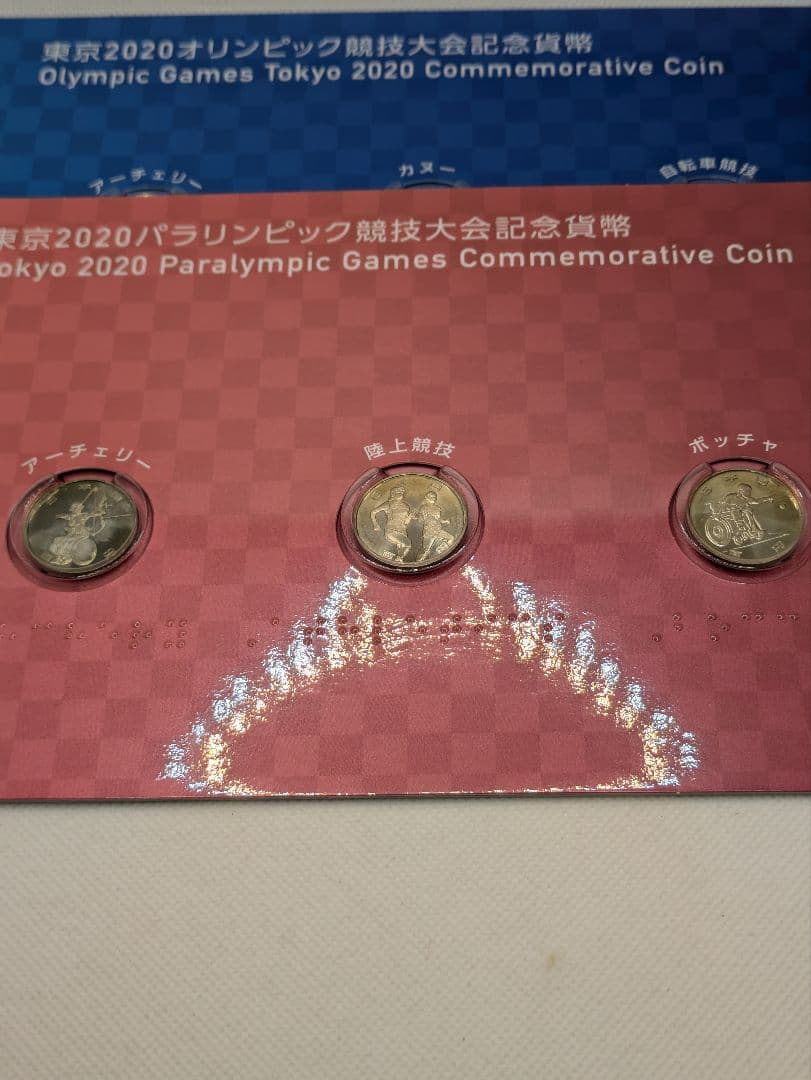 東京2020オリンピック競技大会記念貨幣
Olympic Games Tokyo 2020 Commemorative Coin
アーチェリー
カヌー
自転車競技
東京2020パラリンピック競技大会記念貨幣
okyo 2020 Paralympic Games Commemorative Coin
アーチェリー
陸上競技
ボッチャ